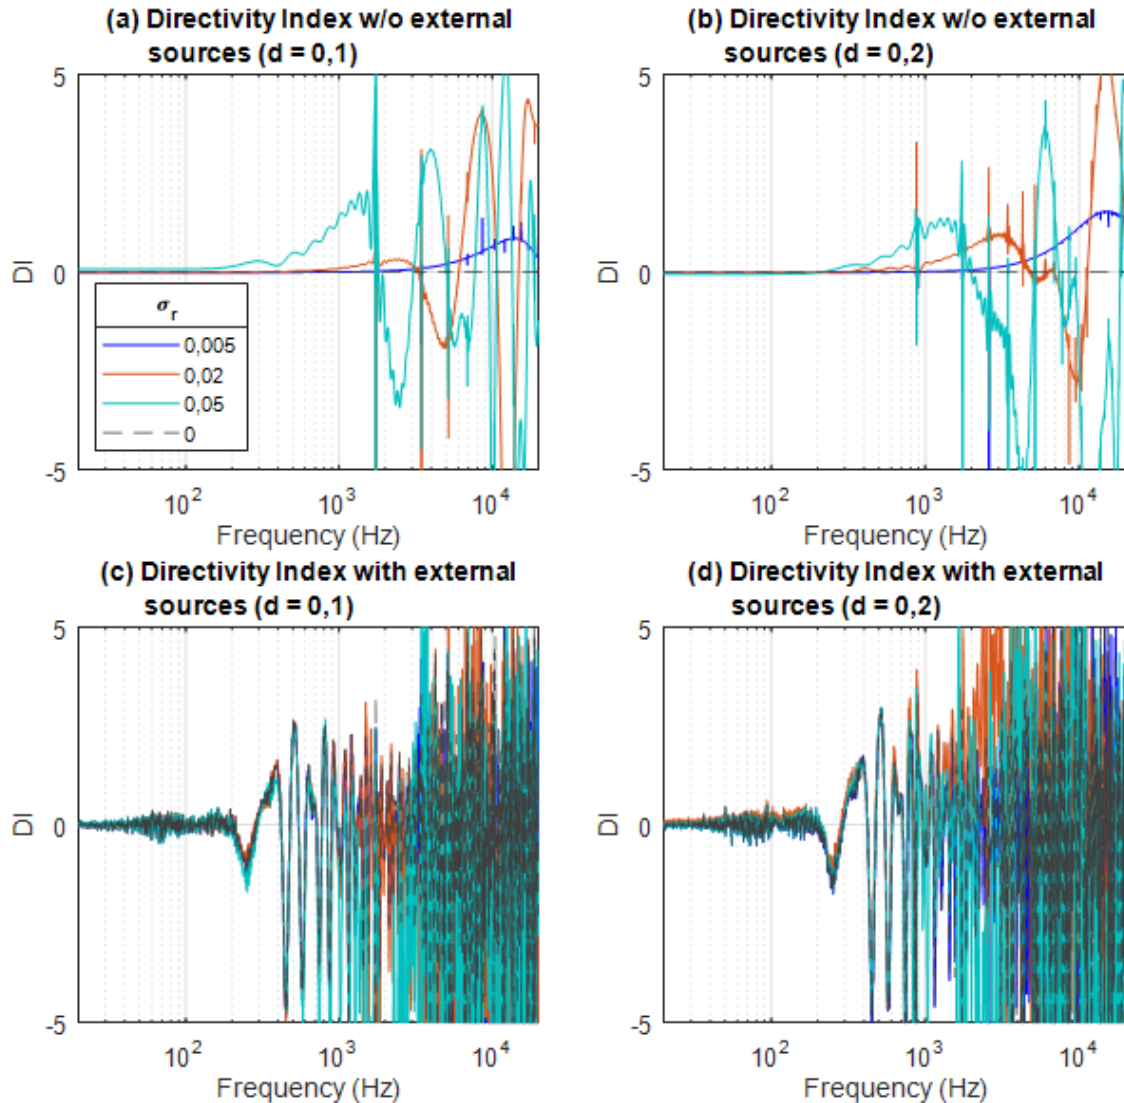 (a) Directivity Index w/o external
sources (d = 0,1)
5
0
-5
DI
σr
0,005
0,02
0,05
0
10²
10³
10⁴
Frequency (Hz)
(b) Directivity Index w/o external
sources (d = 0,2)
5
0
-5
DI
10²
10³
10⁴
Frequency (Hz)
(c) Directivity Index with external
sources (d = 0,1)
5
0
-5
DI
10²
10³
10⁴
Frequency (Hz)
(d) Directivity Index with external
sources (d = 0,2)
5
0
-5
DI
10²
10³
10⁴
Frequency (Hz)